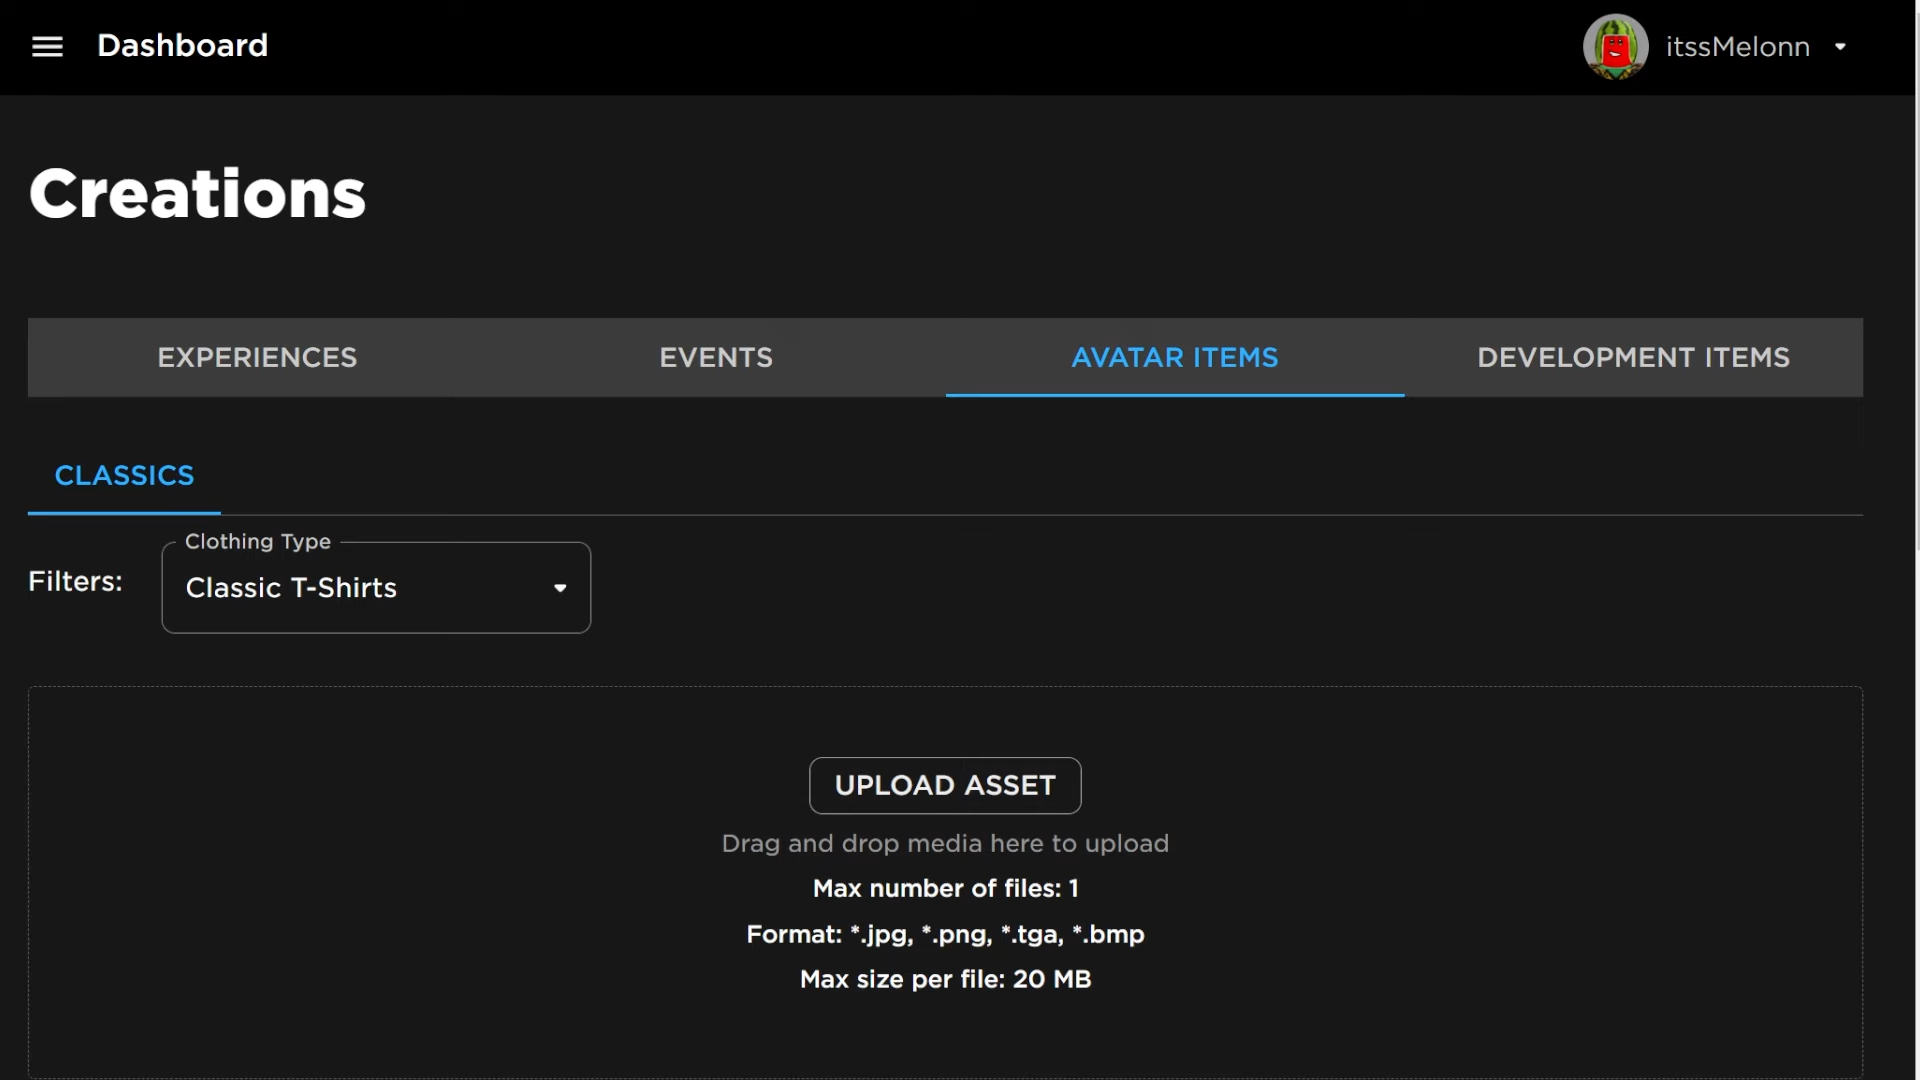 Dashboard
itssMelonn
Creations
EXPERIENCES
EVENTS
AVATAR ITEMS
DEVELOPMENT ITEMS
CLASSICS
Clothing Type
Filters:
Classic T-Shirts
UPLOAD ASSET
Drag and drop media here to upload
Max number of files: 1
Format: *.jpg, *.png, *.tga, *.bmp
Max size per file: 20 MB